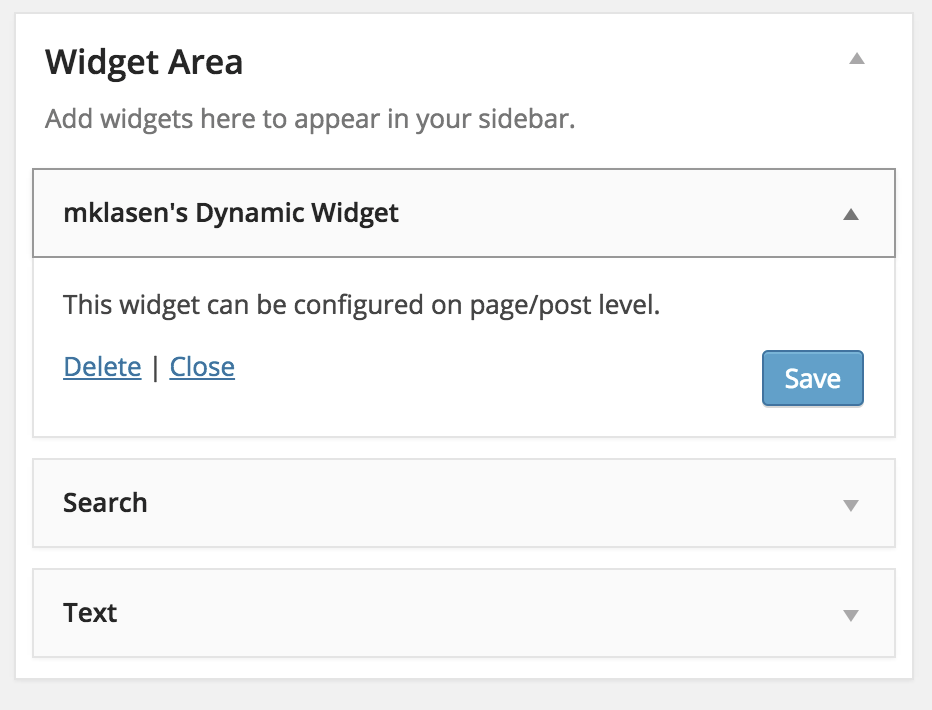 Widget Area
Add widgets here to appear in your sidebar.
mklasen's Dynamic Widget
This widget can be configured on page/post level.
Delete | Close
Save
Search
Text